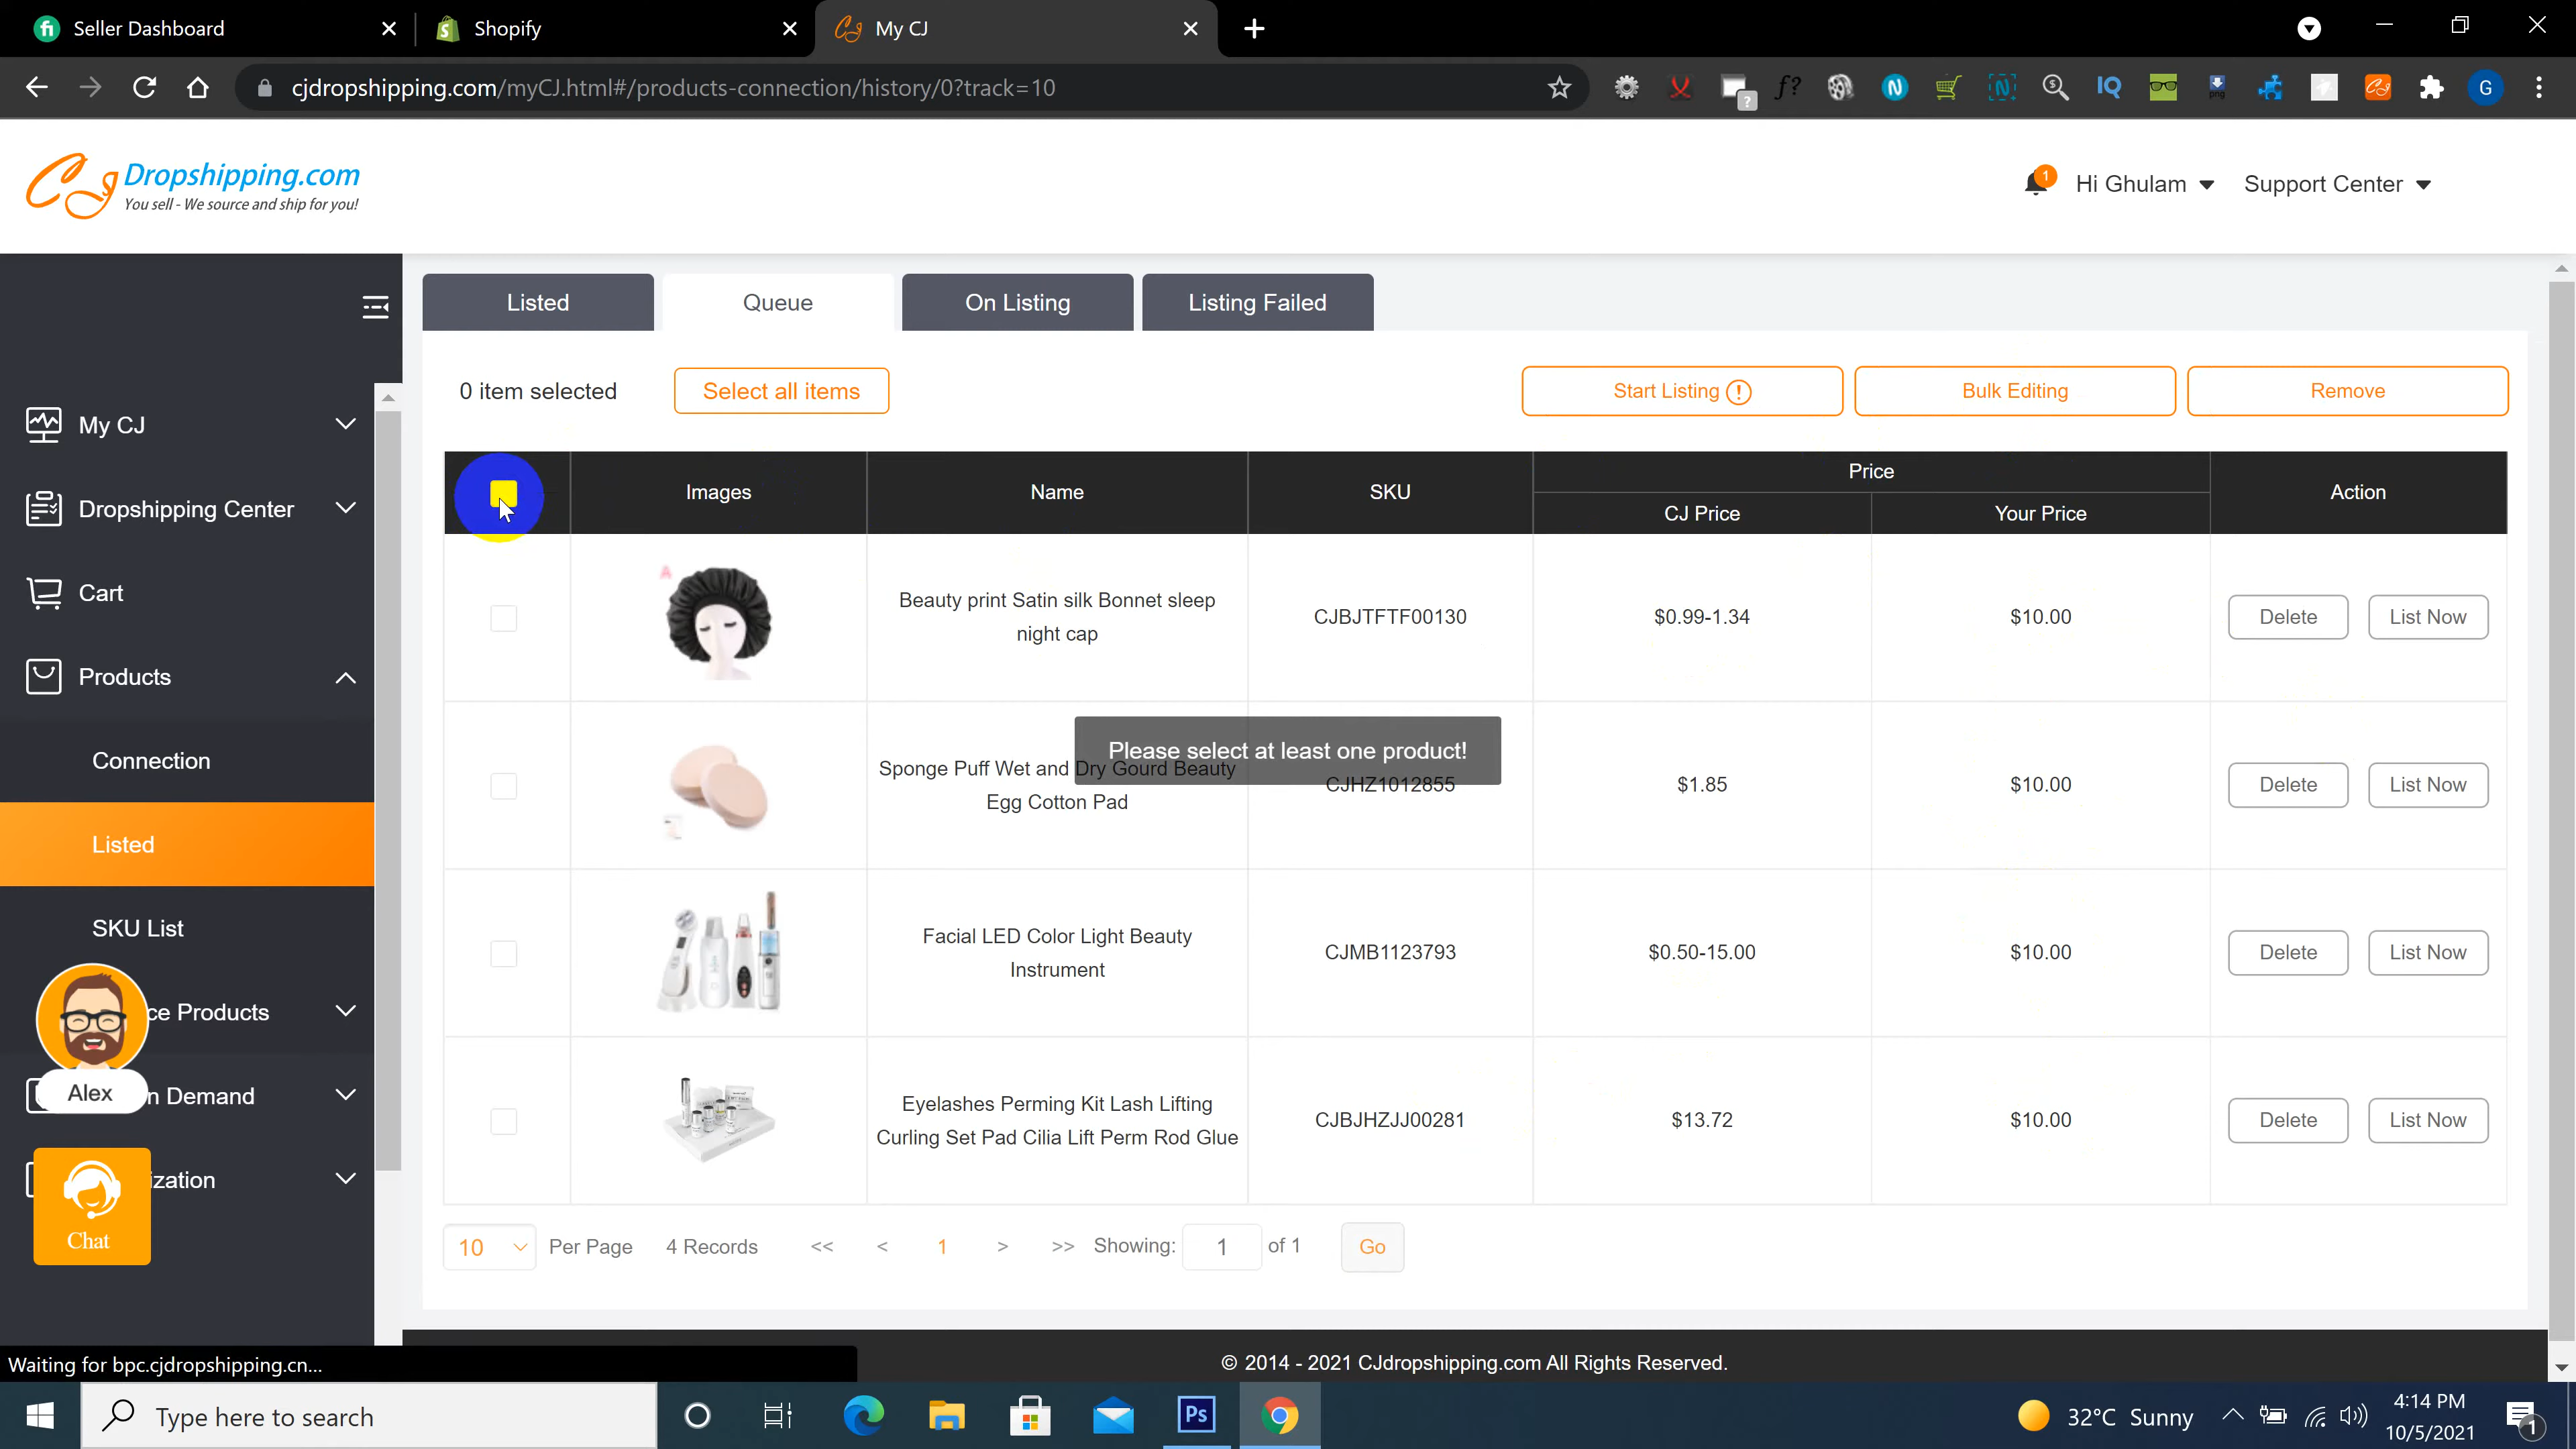 Seller Dashboard
Shopify
My CJ
cjdropshipping.com/myCJ.html#/products-connection/history/0?track=10
CJ Dropshipping.com
You sell - We source and ship for you!
1
Hi Ghulam
Support Center
My CJ
Dropshipping Center
Cart
Products
Connection
Listed
SKU List
ce Products
Alex
n Demand
ization
Chat
Listed
Queue
On Listing
Listing Failed
0 item selected
Select all items
Start Listing !
Bulk Editing
Remove
Images
Name
SKU
Price
CJ Price
Your Price
Action
A
Beauty print Satin silk Bonnet sleep
night cap
CJBJTFTF00130
$0.99-1.34
$10.00
Delete
List Now
Please select at least one product!
Sponge Puff Wet and Dry Gourd Beauty
Egg Cotton Pad
CJHZ1012855
$1.85
$10.00
Delete
List Now
Facial LED Color Light Beauty
Instrument
CJMB1123793
$0.50-15.00
$10.00
Delete
List Now
Eyelashes Perming Kit Lash Lifting
Curling Set Pad Cilia Lift Perm Rod Glue
CJBJHZJJ00281
$13.72
$10.00
Delete
List Now
10
Per Page
4 Records
<< < 1 > >>
Showing: 1 of 1
Go
Waiting for bpc.cjdropshipping.cn...
© 2014 - 2021 CJdropshipping.com All Rights Reserved.
Type here to search
Ps
32°C Sunny
4:14 PM
10/5/2021
1